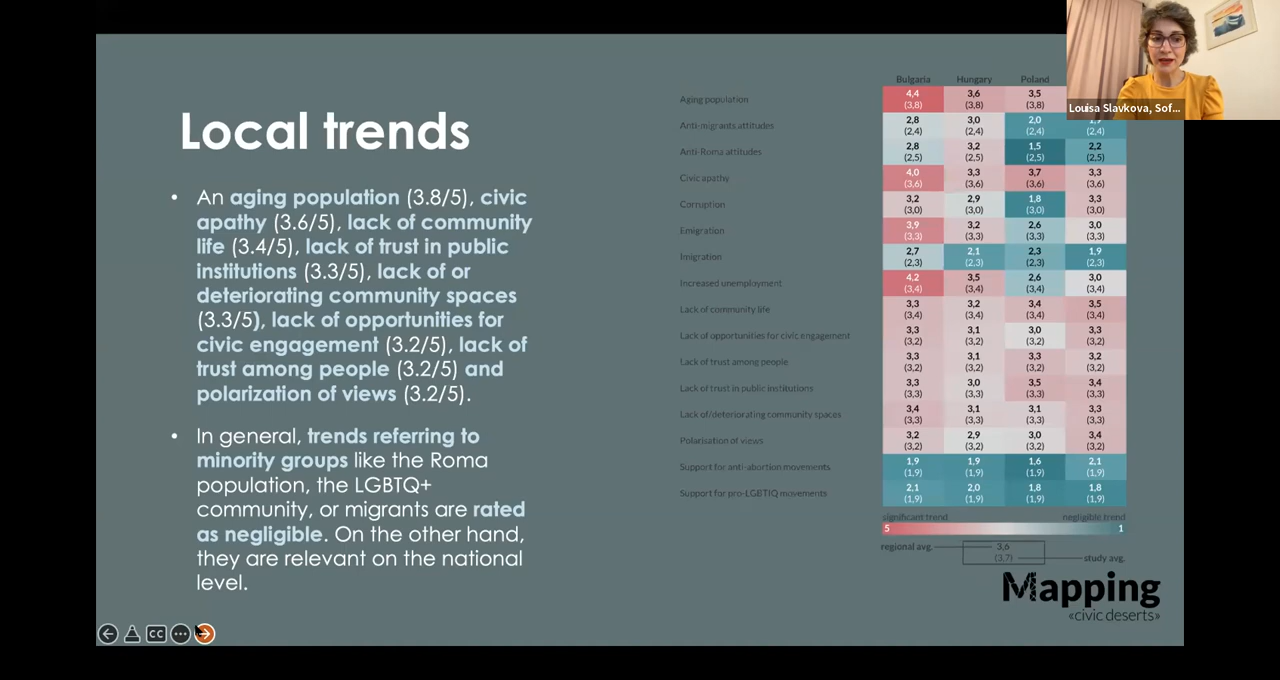 Local trends
• An aging population (3.8/5), civic
apathy (3.6/5), lack of community
life (3.4/5), lack of trust in public
institutions (3.3/5), lack of or
deteriorating community spaces
(3.3/5), lack of opportunities for
civic engagement (3.2/5), lack of
trust among people (3.2/5) and
polarization of views (3.2/5).
• In general, trends referring to
minority groups like the Roma
population, the LGBTQ+
community, or migrants are rated
as negligible. On the other hand,
they are relevant on the national
level.
Bulgaria Hungary Poland
Aging population 4,4 3,6 3,5
(3,8) (3,8) (3,8)
Anti-migrants attitudes 2,8 3,0 2,0
(2,4) (2,4) (2,4) (2,4)
Anti-Roma attitudes 2,8 3,2 1,5 2,2
(2,5) (2,5) (2,5) (2,5)
Civic apathy 4,0 3,3 3,7 3,3
(3,6) (3,6) (3,6) (3,6)
Corruption 3,2 2,9 1,8 3,3
(3,0) (3,0) (3,0) (3,0)
Emigration 3,9 3,2 2,6 3,0
(3,3) (3,3) (3,3) (3,3)
Imigration 2,7 2,1 2,3 1,9
(2,3) (2,3) (2,3) (2,3)
Increased unemployment 4,2 3,5 2,6 3,0
(3,4) (3,4) (3,4) (3,4)
Lack of community life 3,3 3,2 3,4 3,5
(3,4) (3,4) (3,4) (3,4)
Lack of opportunities for civic engagement 3,3 3,1 3,0 3,3
(3,2) (3,2) (3,2) (3,2)
Lack of trust among people 3,3 3,1 3,3 3,2
(3,2) (3,2) (3,2) (3,2)
Lack of trust in public institutions 3,3 3,0 3,5 3,4
(3,3) (3,3) (3,3) (3,3)
Lack of/deteriorating community spaces 3,4 3,1 3,1 3,3
(3,3) (3,3) (3,3) (3,3)
Polarisation of views 3,2 2,9 3,0 3,4
(3,2) (3,2) (3,2) (3,2)
Support for anti-abortion movements 1,9 1,9 1,6 2,1
(1,9) (1,9) (1,9) (1,9)
Support for pro-LGBTIQ movements 2,1 2,0 1,8 1,8
(1,9) (1,9) (1,9) (1,9)
significant trend negligible trend
5 1
regional avg. 3,6
(3,7) study avg.
Mapping
«civic deserts»
Louisa Slavkova, Sof...
CC